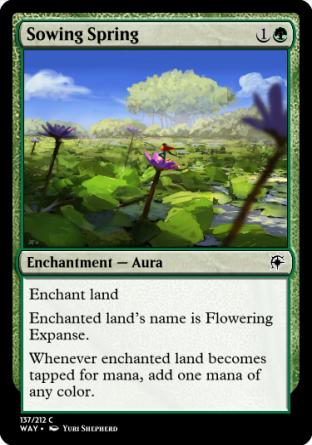 Sowing Spring 1
Enchantment — Aura
Enchant land
Enchanted land's name is Flowering
Expanse.
Whenever enchanted land becomes
tapped for mana, add one mana of
any color.
137/212 C
WAY • Yuri Shepherd